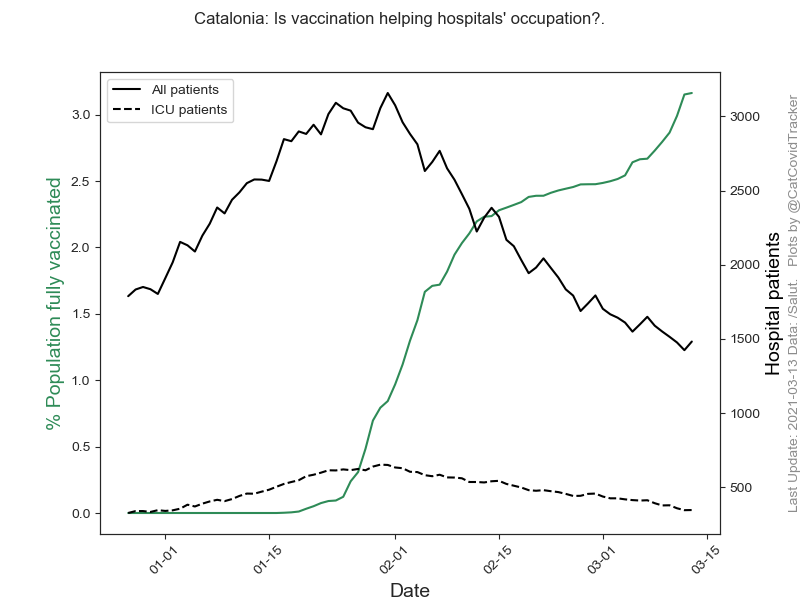 Catalonia: Is vaccination helping hospitals' occupation?.
All patients
ICU patients
% Population fully vaccinated
3.0
2.5
2.0
1.5
1.0
0.5
0.0
3000
2500
2000
1500
1000
500
Hospital patients
Last Update: 2021-03-13 Data: /Salut. Plots by @CatCovidTracker
01-01
01-15
02-01
02-15
03-01
03-15
Date